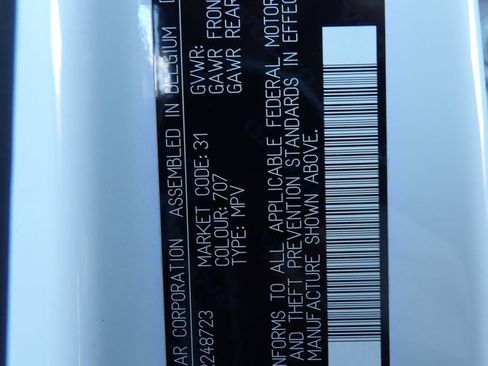 AR CORPORATION ASSEMBLED IN BELGIUM
GVWR:
GAWR FRON
GAWR REAR
2248723
MARKET CODE: 31
COLOUR: 707
TYPE: MPV
NFORMS TO ALL APPLICABLE FEDERAL MOTOR
AND THEFT PREVENTION STANDARDS IN EFFEC
MANUFACTURE SHOWN ABOVE.